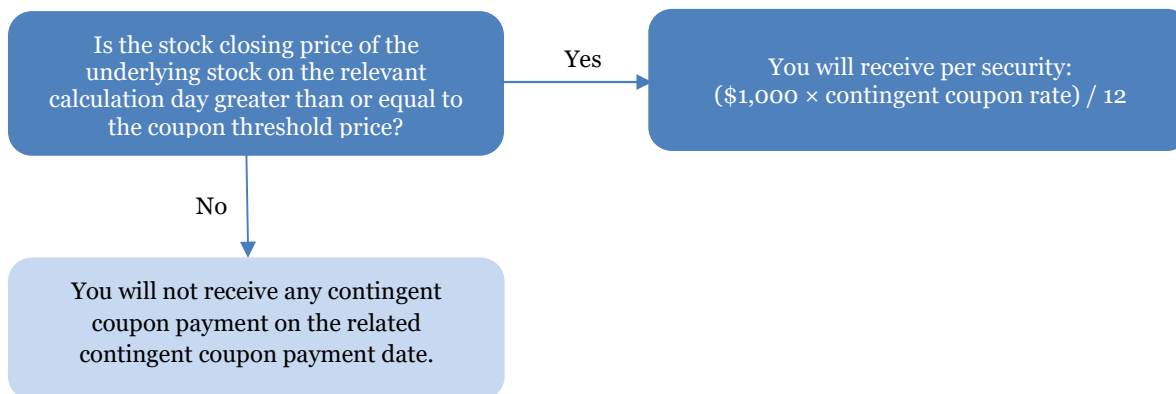 Is the stock closing price of the
underlying stock on the relevant
calculation day greater than or equal to
the coupon threshold price?
Yes
You will receive per security:
($1,000 × contingent coupon rate) / 12
No
You will not receive any contingent
coupon payment on the related
contingent coupon payment date.